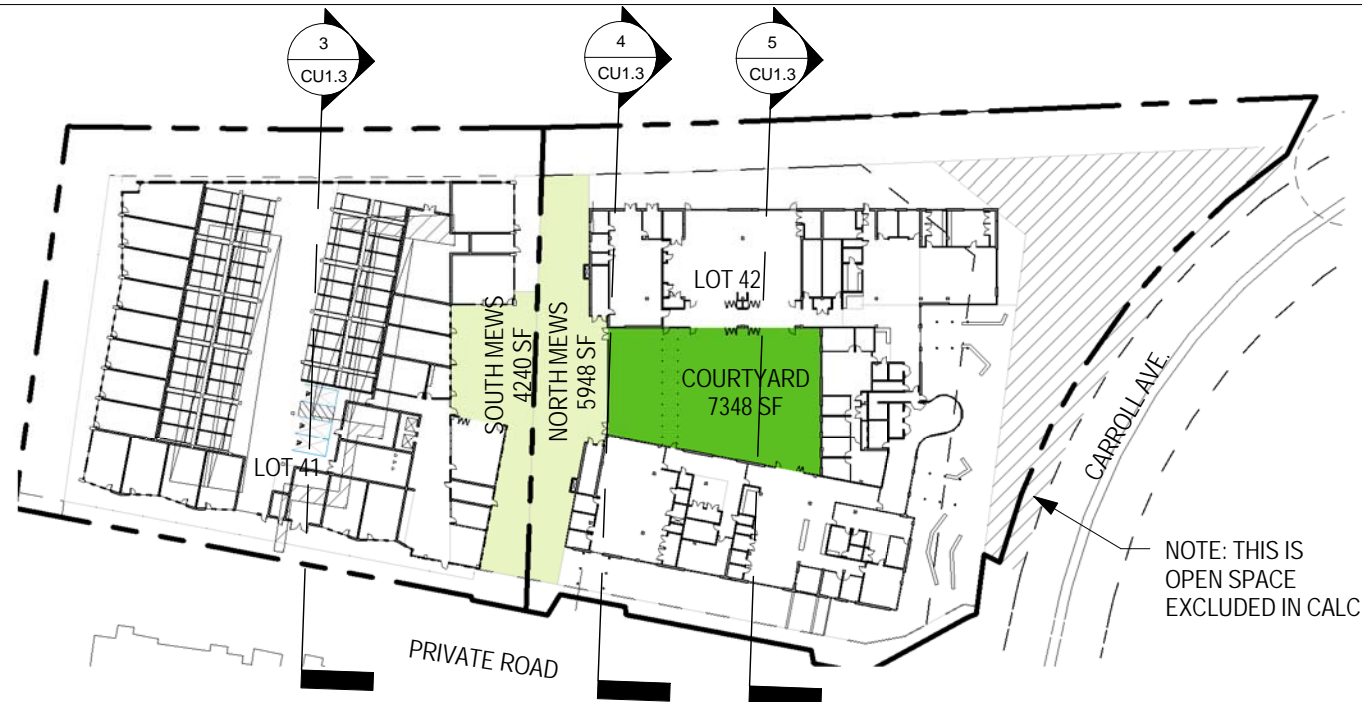 3
CU1.3
4
CU1.3
5
CU1.3
LOT 42
SOUTH MEWS
4240 SF
NORTH MEWS
5948 SF
COURTYARD
7348 SF
LOT 41
CARROLL AVE.
NOTE: THIS IS
OPEN SPACE
EXCLUDED IN CALC
PRIVATE ROAD